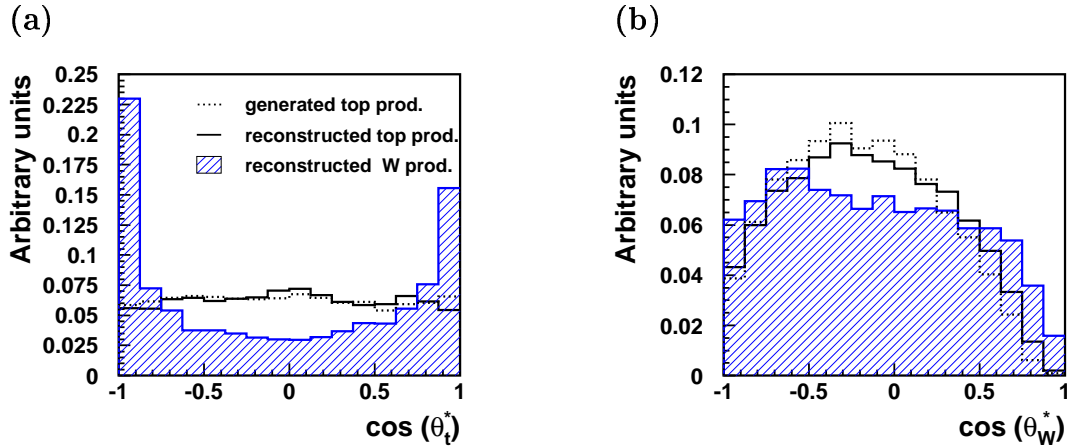 (a)
Arbitrary units
0.25
0.225
0.2
0.175
0.15
0.125
0.1
0.075
0.05
0.025
0
generated top prod.
reconstructed top prod.
reconstructed W prod.
-1 -0.5 0 0.5 1
cos (θ*t)
(b)
Arbitrary units
0.12
0.1
0.08
0.06
0.04
0.02
0
-1 -0.5 0 0.5 1
cos (θ*W)